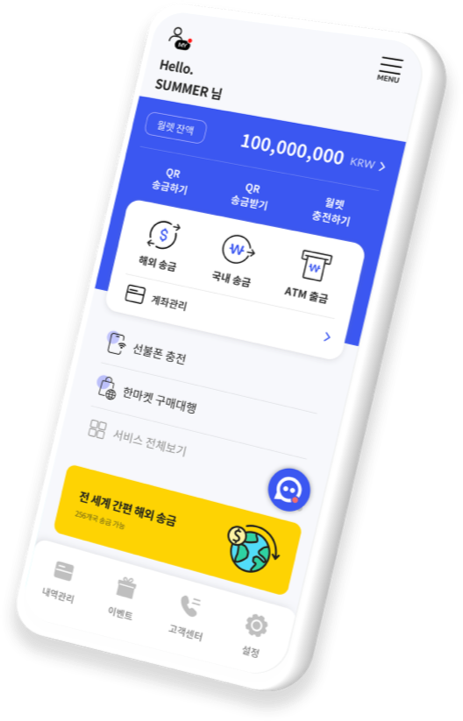 MY
MENU
Hello.
SUMMER 님
월렛 잔액
100,000,000 KRW
QR
송금하기
QR
송금받기
월렛
충전하기
$
₩
₩
해외 송금
국내 송금
ATM 출금
계좌관리
선불폰 충전
한마켓 구매대행
서비스 전체보기
전 세계 간편 해외 송금
256개국 송금 가능
$
내역관리
이벤트
고객센터
설정